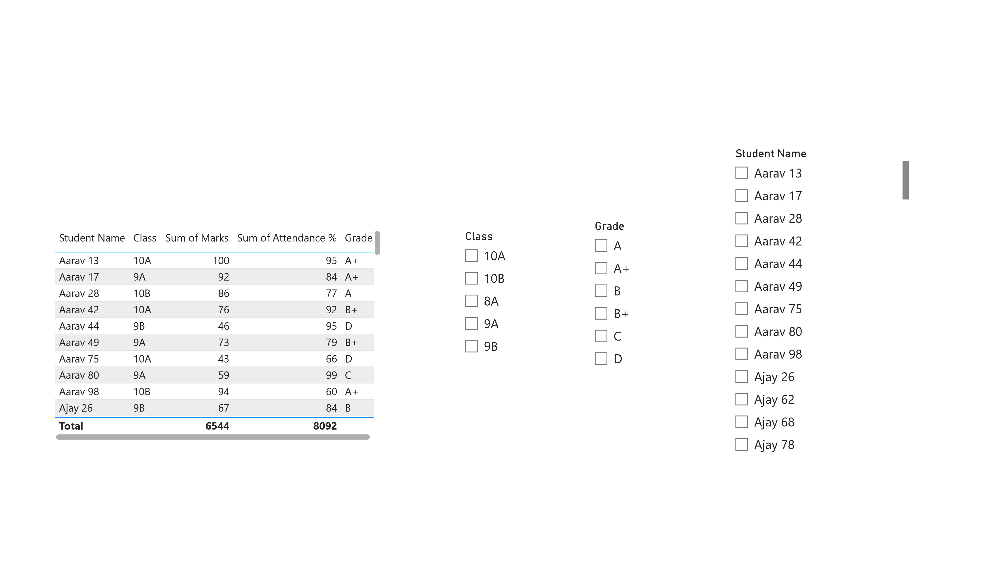 Student Name Class Sum of Marks Sum of Attendance % Grade
Aarav 13 10A 100 95 A+
Aarav 17 9A 92 84 A+
Aarav 28 10B 86 77 A
Aarav 42 10A 76 92 B+
Aarav 44 9B 46 95 D
Aarav 49 9A 73 79 B+
Aarav 75 10A 43 66 D
Aarav 80 9A 59 99 C
Aarav 98 10B 94 60 A+
Ajay 26 9B 67 84 B
Total 6544 8092
Class
10A
10B
8A
9A
9B
Grade
A
A+
B
B+
C
D
Student Name
Aarav 13
Aarav 17
Aarav 28
Aarav 42
Aarav 44
Aarav 49
Aarav 75
Aarav 80
Aarav 98
Ajay 26
Ajay 62
Ajay 68
Ajay 78